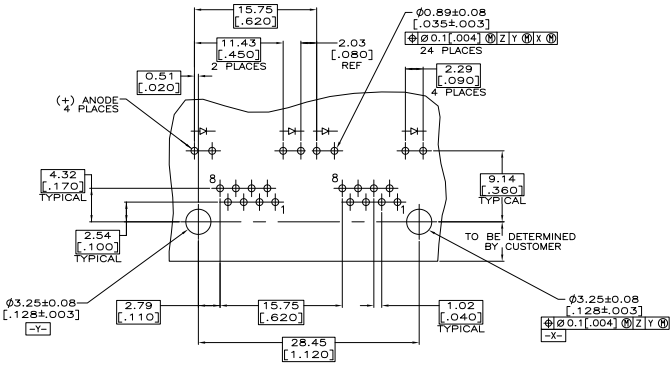 15.75
[.620]
Ø0.89±0.08
[.035±.003]
⌖ Ø 0.1[.004] Ⓜ Z Y Ⓜ X Ⓜ
24 PLACES
11.43
[.450]
2 PLACES
2.03
[.080]
REF
2.29
[.090]
4 PLACES
0.51
[.020]
(+) ANODE
4 PLACES
8
8
1
1
4.32
[.170]
TYPICAL
9.14
[.360]
TYPICAL
2.54
[.100]
TYPICAL
TO BE DETERMINED
BY CUSTOMER
Ø3.25±0.08
[.128±.003]
-Y-
2.79
[.110]
15.75
[.620]
1.02
[.040]
TYPICAL
Ø3.25±0.08
[.128±.003]
⌖ Ø 0.1[.004] Ⓜ Z Y Ⓜ
-X-
28.45
[1.120]